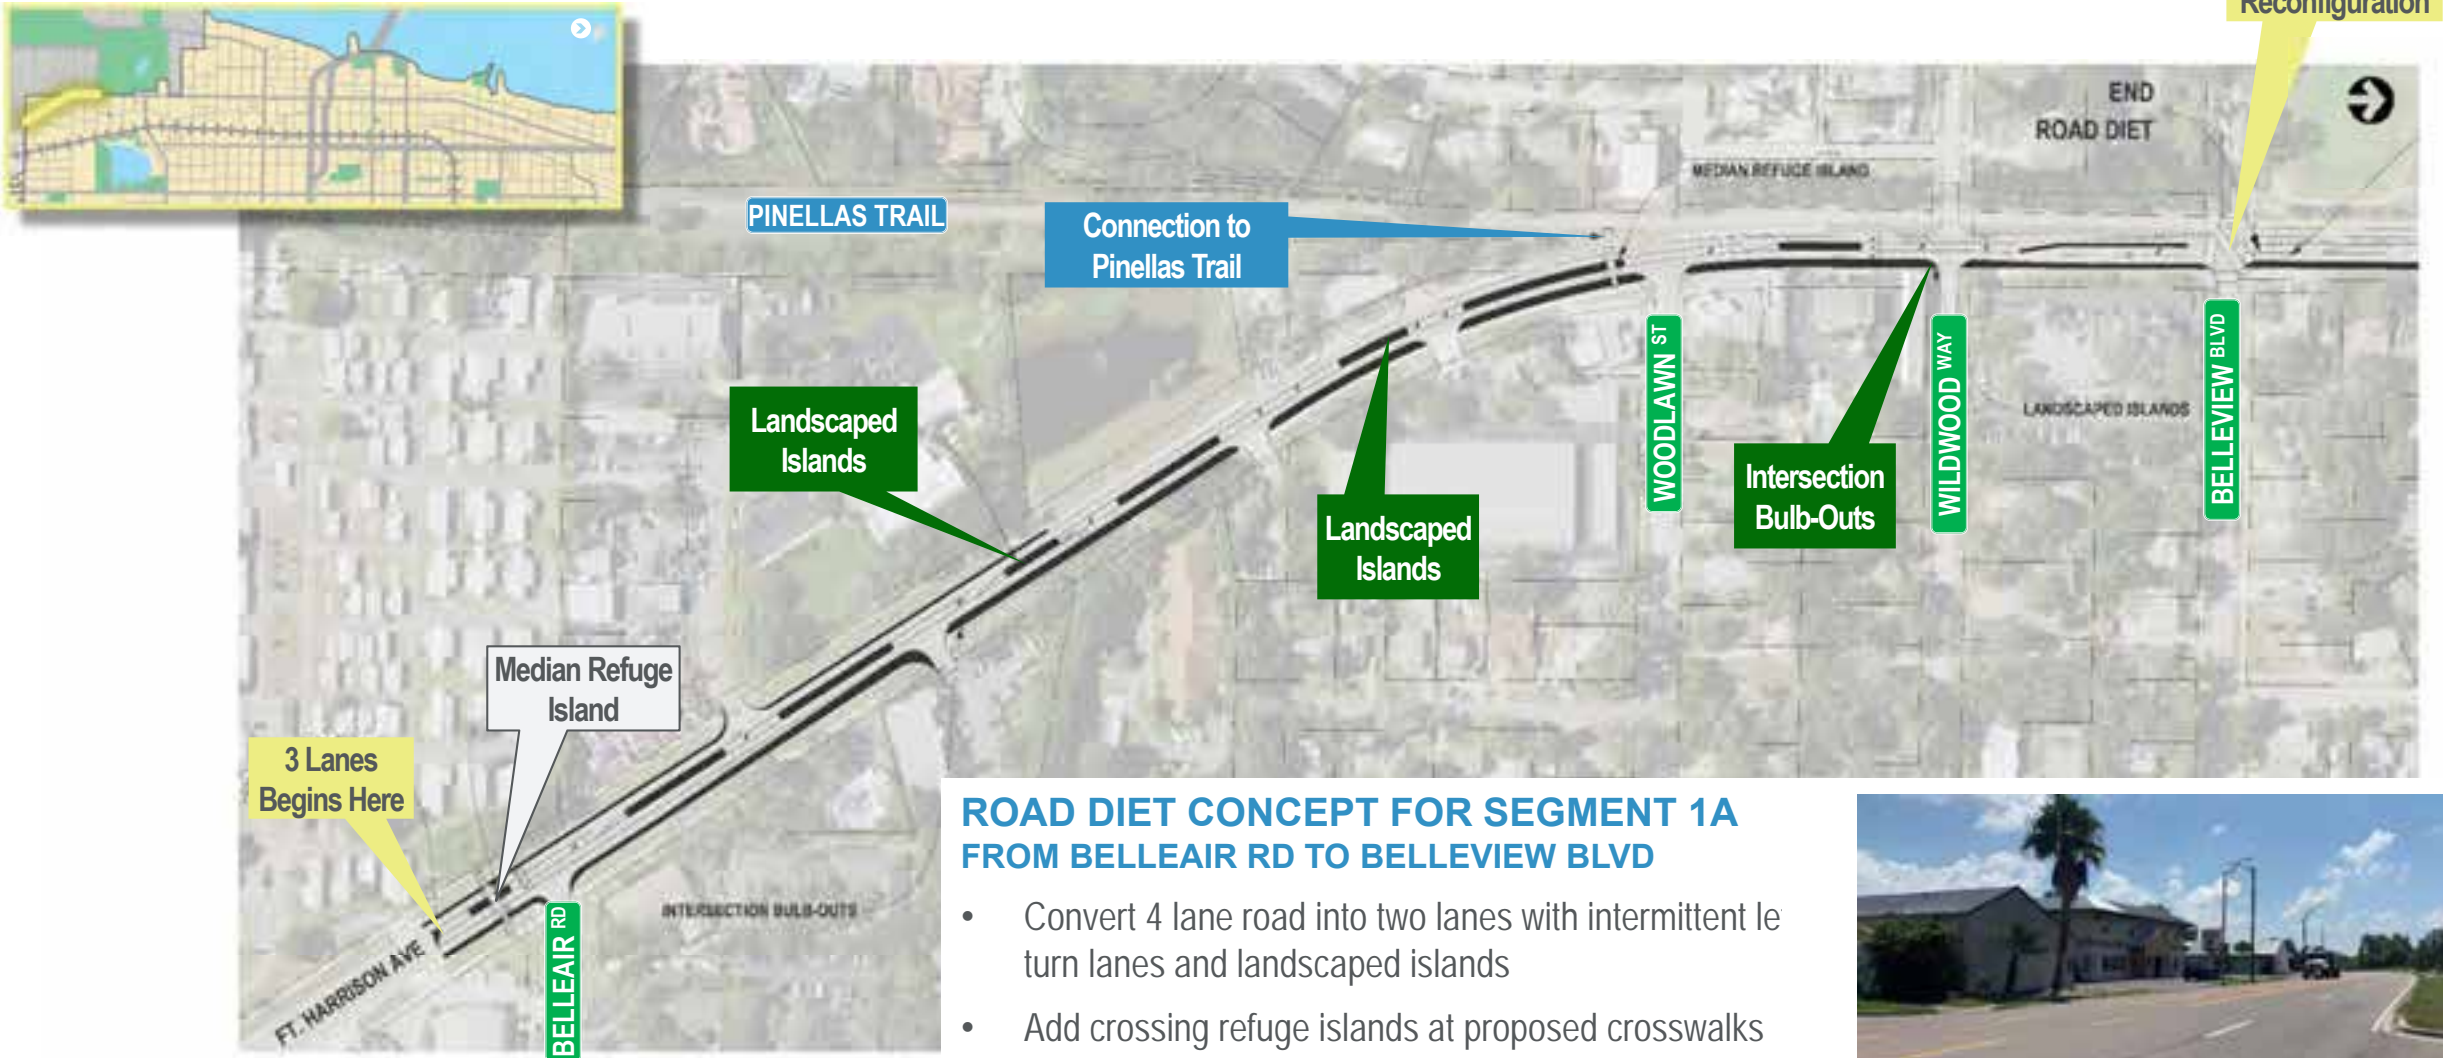 Reconfiguration
END
ROAD DIET
MEDIAN REFUGE ISLAND
PINELLAS TRAIL
Connection to
Pinellas Trail
WOODLAWN ST
WILDWOOD WAY
BELLEVIEW BLVD
LANDSCAPED ISLANDS
Landscaped
Islands
Intersection
Bulb-Outs
Landscaped
Islands
Median Refuge
Island
3 Lanes
Begins Here
INTERSECTION BULB-OUTS
FT. HARRISON AVE
BELLEAIR RD
ROAD DIET CONCEPT FOR SEGMENT 1A
FROM BELLEAIR RD TO BELLEVIEW BLVD
• Convert 4 lane road into two lanes with intermittent le
turn lanes and landscaped islands
• Add crossing refuge islands at proposed crosswalks